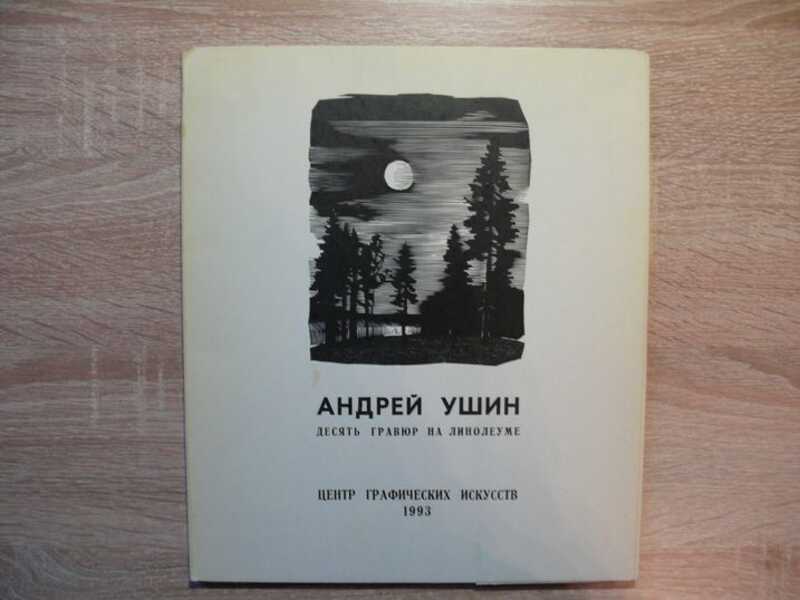 АНДРЕЙ УШИН
ДЕСЯТЬ ГРАВЮР НА ЛИНОЛЕУМЕ
ЦЕНТР ГРАФИЧЕСКИХ ИСКУССТВ
1993